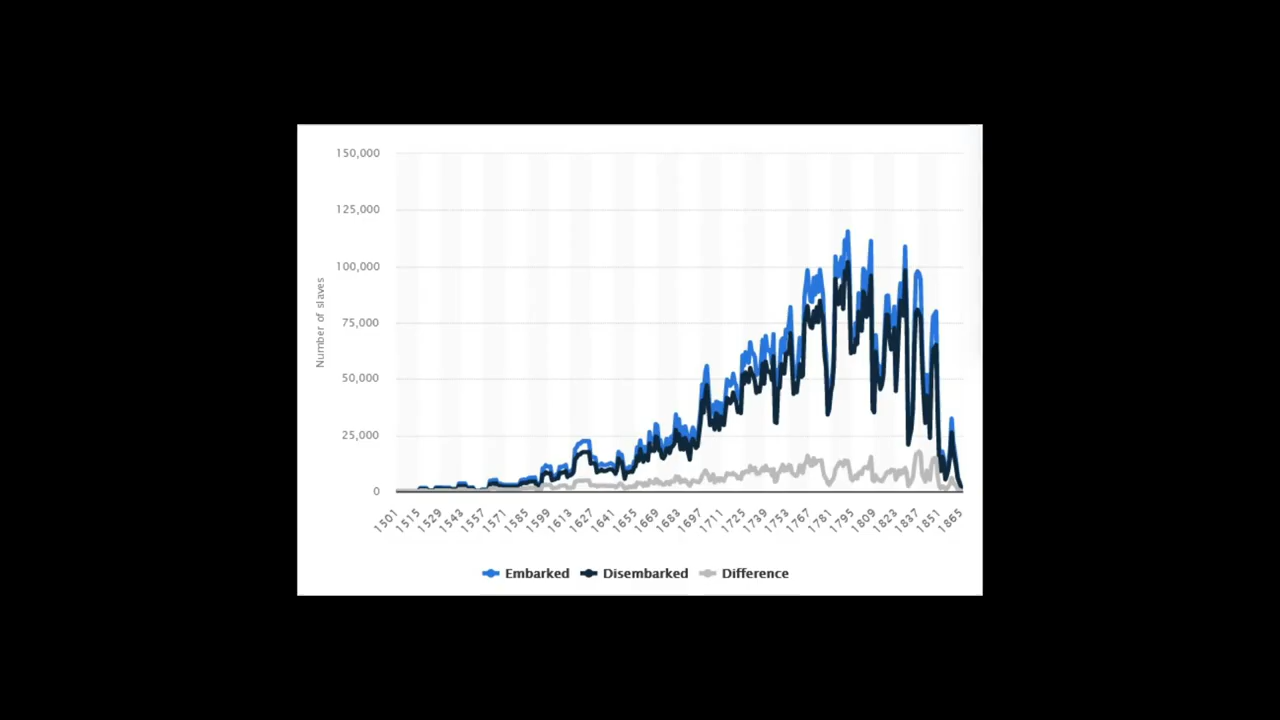 150,000
125,000
100,000
75,000
50,000
25,000
0
Number of slaves
1501 1515 1529 1543 1557 1571 1585 1599 1613 1627 1641 1655 1669 1683 1697 1711 1725 1739 1753 1767 1781 1795 1809 1823 1837 1851 1865
Embarked Disembarked Difference